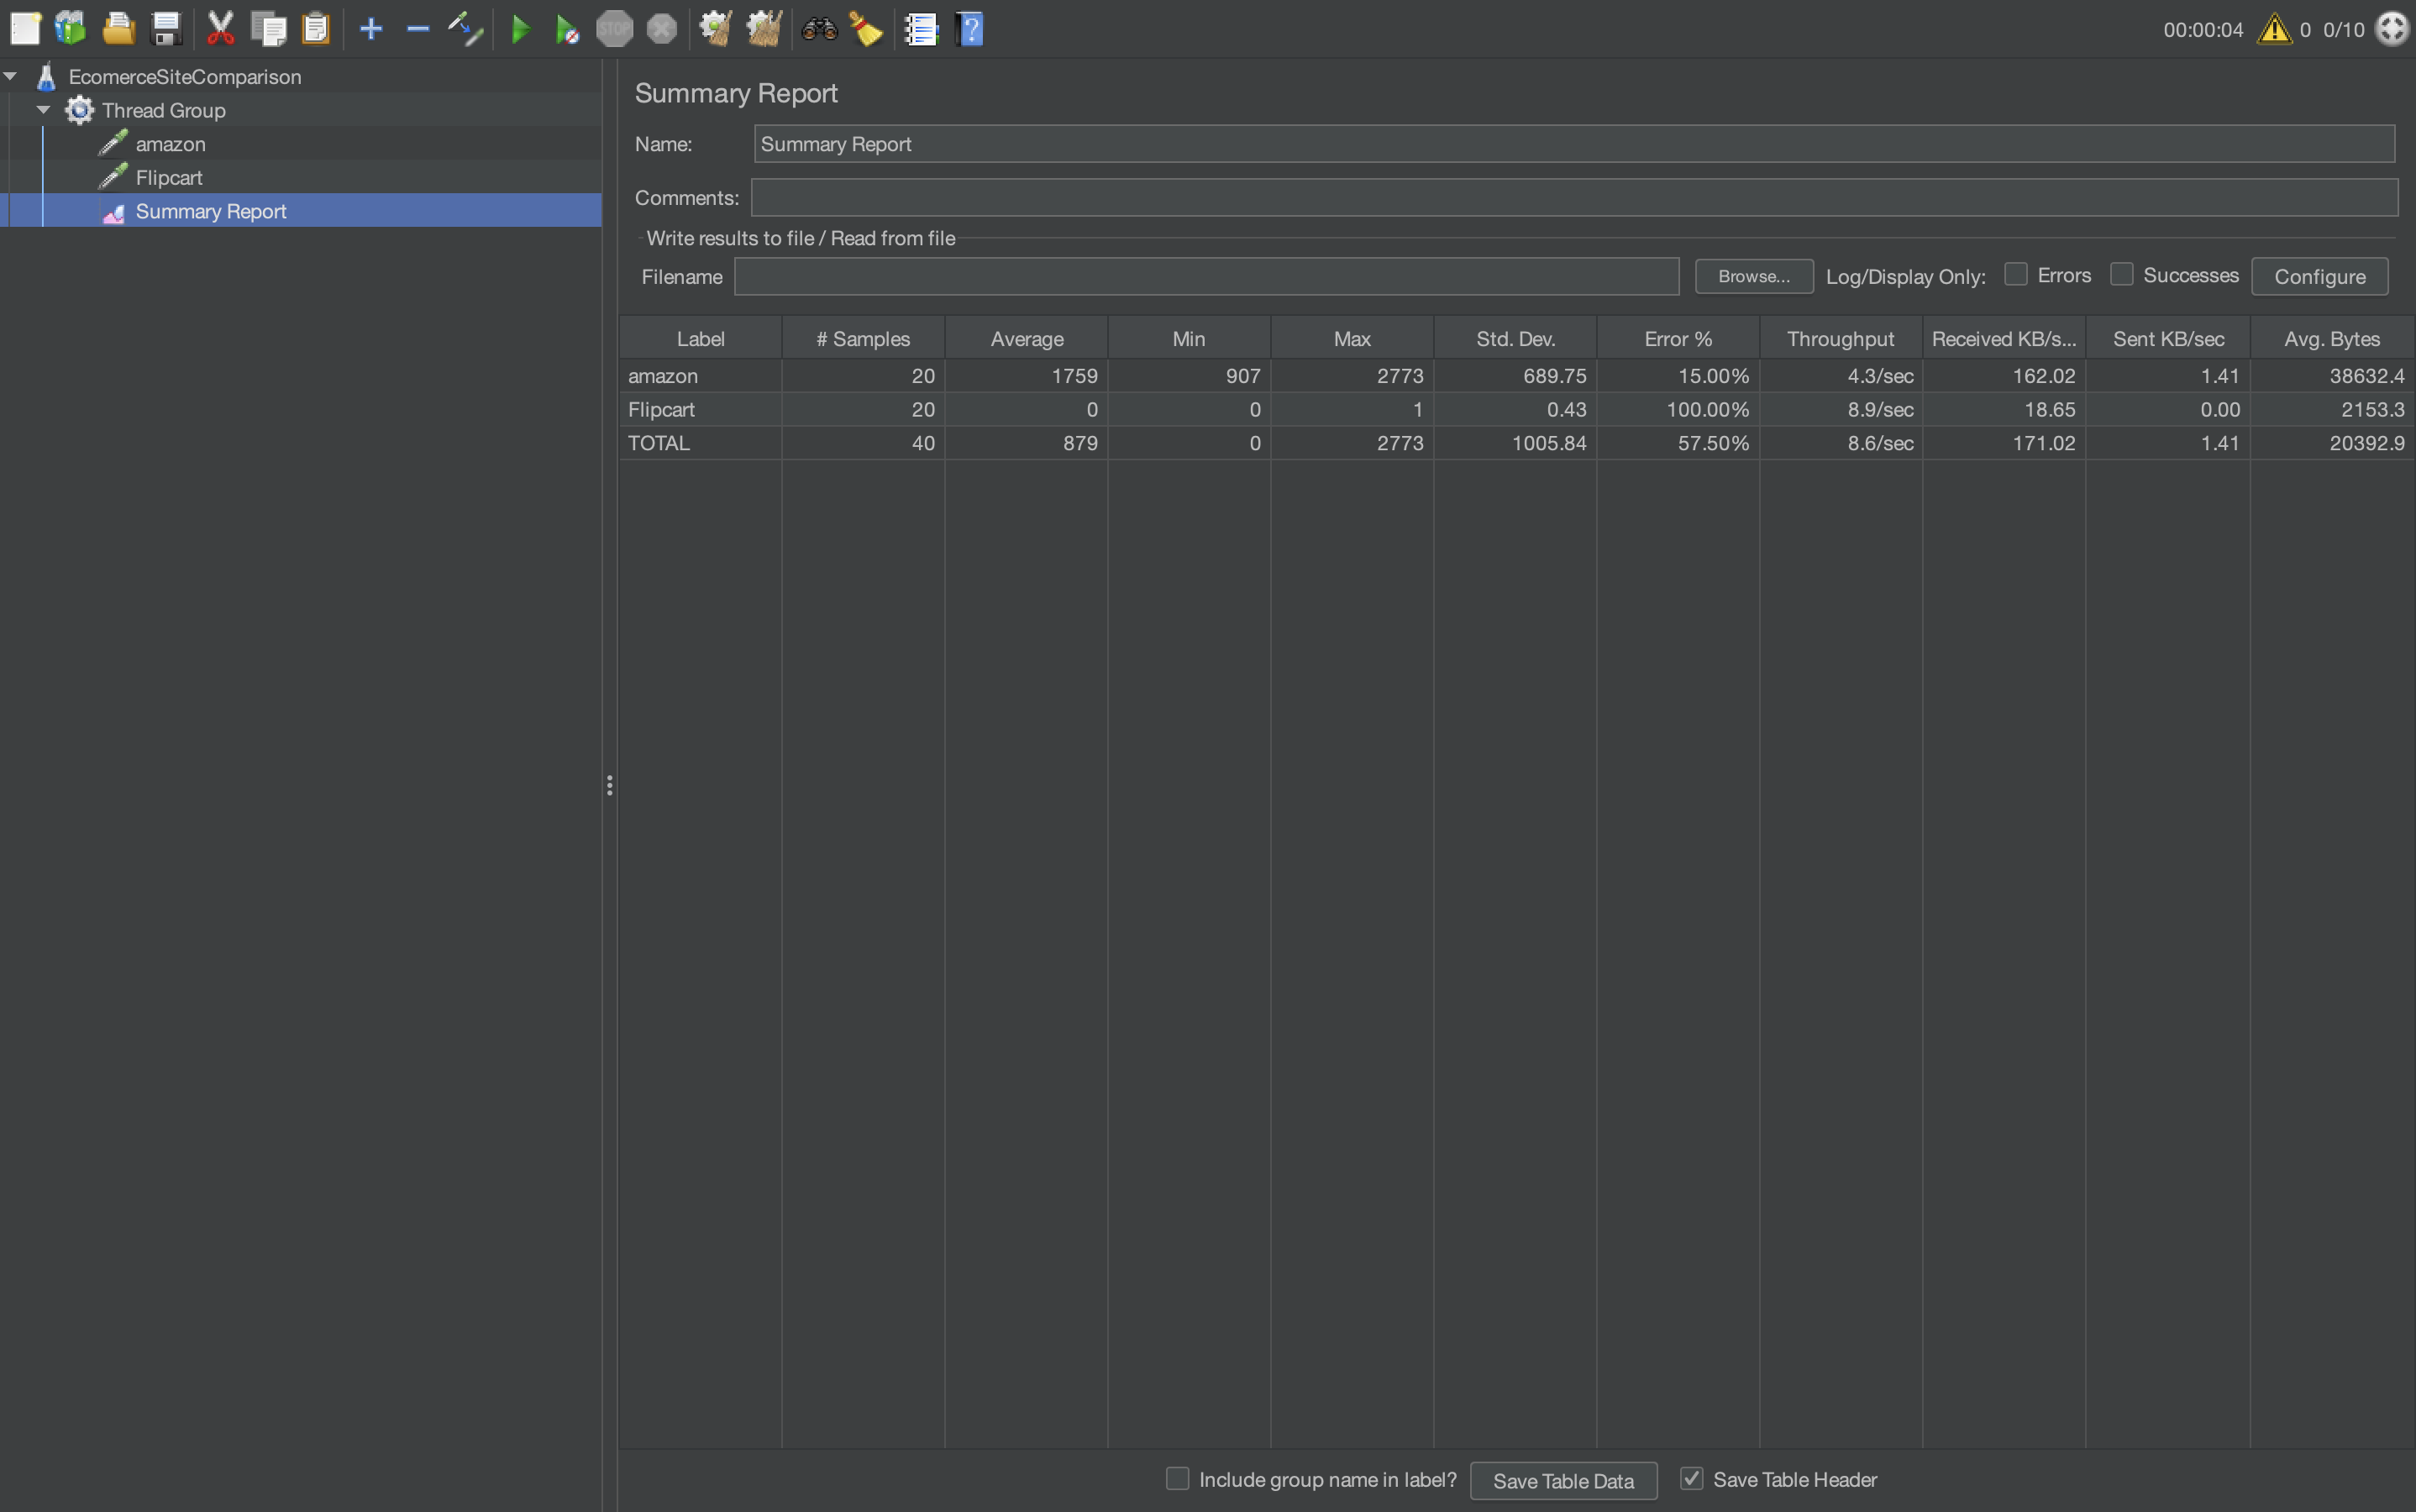 STOP
00:00:04 0 0/10
EcomerceSiteComparison
Thread Group
amazon
Flipcart
Summary Report
Summary Report
Name: Summary Report
Comments:
Write results to file / Read from file
Filename Browse... Log/Display Only: Errors Successes Configure
Label # Samples Average Min Max Std. Dev. Error % Throughput Received KB/s... Sent KB/sec Avg. Bytes
amazon 20 1759 907 2773 689.75 15.00% 4.3/sec 162.02 1.41 38632.4
Flipcart 20 0 0 1 0.43 100.00% 8.9/sec 18.65 0.00 2153.3
TOTAL 40 879 0 2773 1005.84 57.50% 8.6/sec 171.02 1.41 20392.9
Include group name in label? Save Table Data Save Table Header